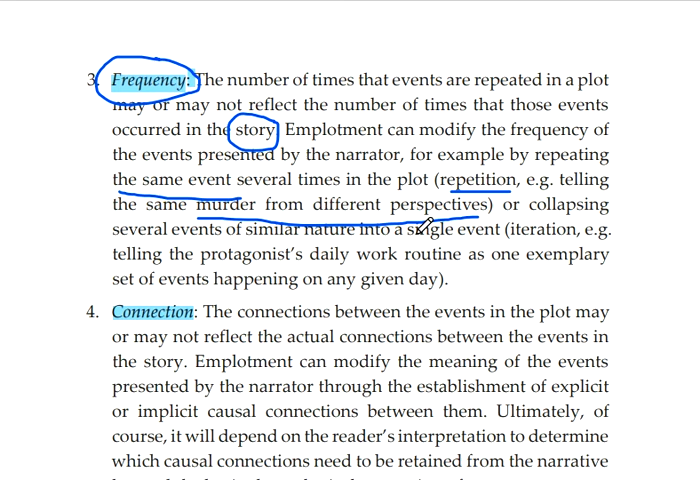 3. Frequency: The number of times that events are repeated in a plot
may or may not reflect the number of times that those events
occurred in the story. Emplotment can modify the frequency of
the events presented by the narrator, for example by repeating
the same event several times in the plot (repetition, e.g. telling
the same murder from different perspectives) or collapsing
several events of similar nature into a single event (iteration, e.g.
telling the protagonist’s daily work routine as one exemplary
set of events happening on any given day).
4. Connection: The connections between the events in the plot may
or may not reflect the actual connections between the events in
the story. Emplotment can modify the meaning of the events
presented by the narrator through the establishment of explicit
or implicit causal connections between them. Ultimately, of
course, it will depend on the reader’s interpretation to determine
which causal connections need to be retained from the narrative